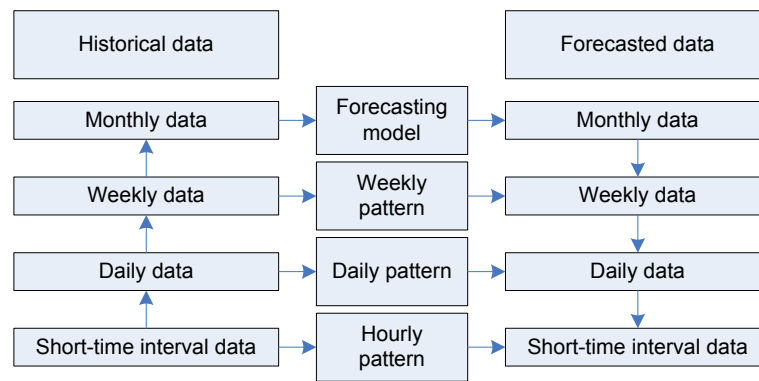 Historical data
Forecasted data
Monthly data
Forecasting
model
Monthly data
Weekly data
Weekly
pattern
Weekly data
Daily data
Daily pattern
Daily data
Short-time interval data
Hourly
pattern
Short-time interval data